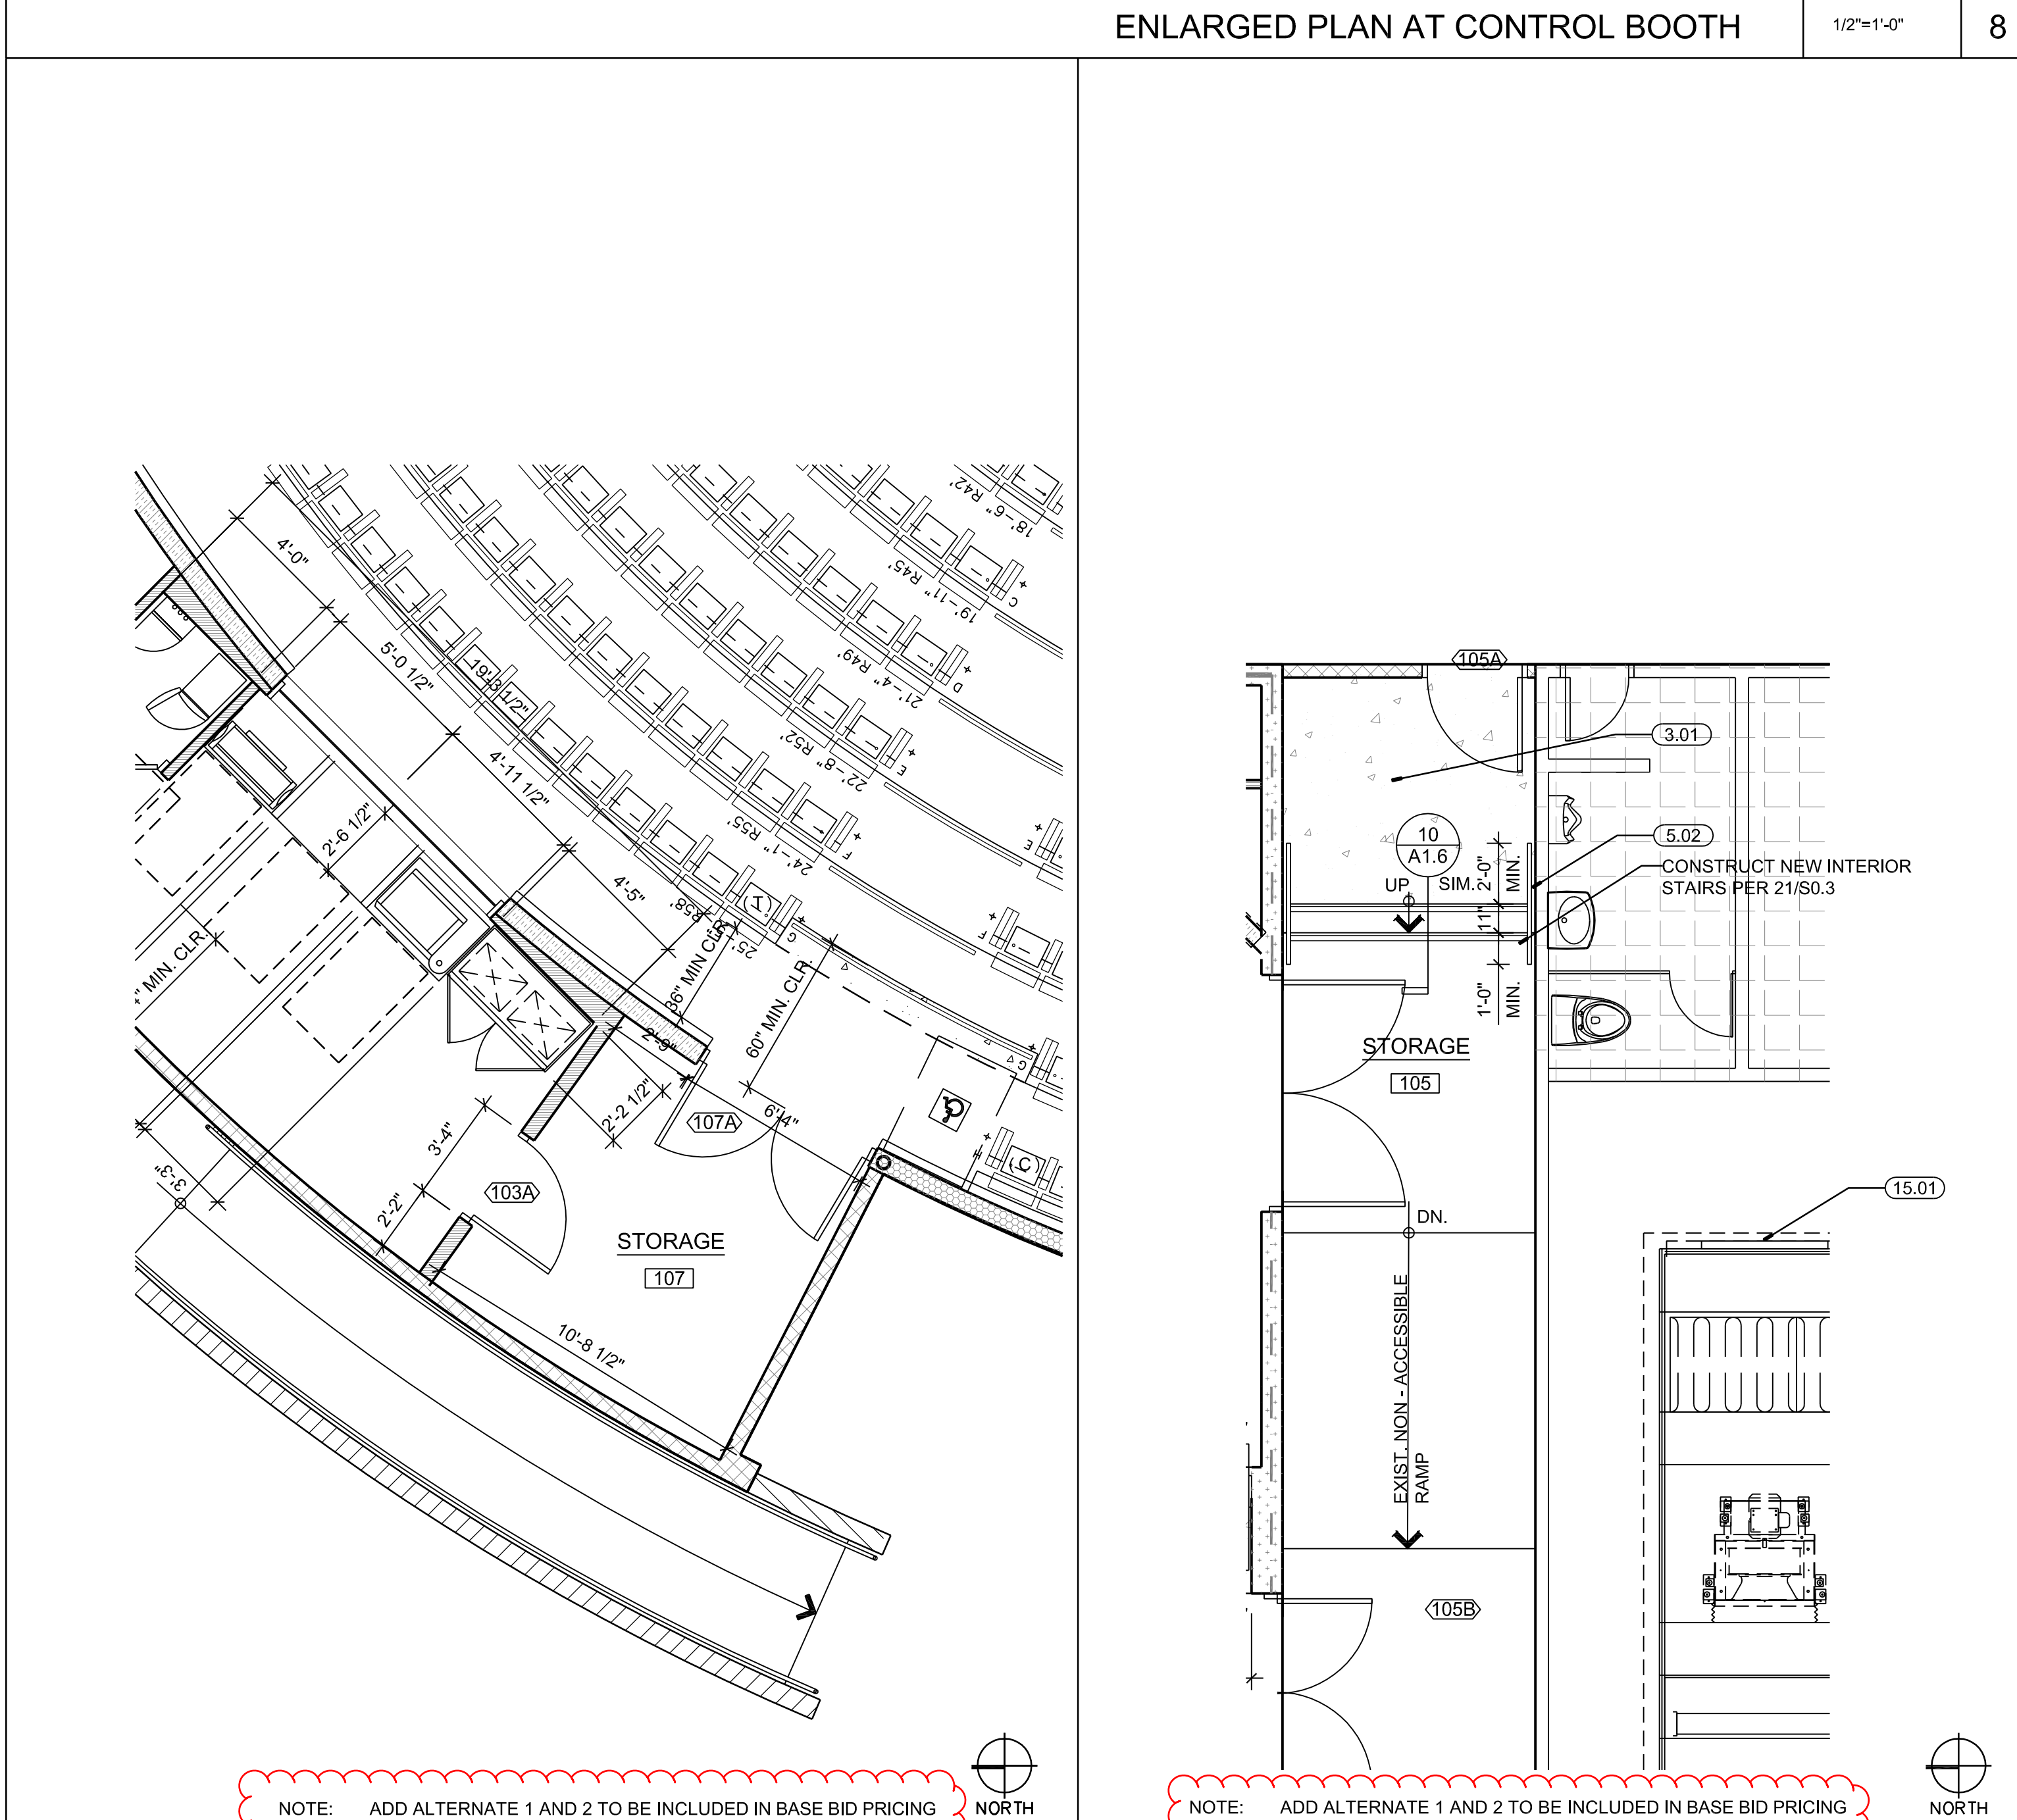 ENLARGED PLAN AT CONTROL BOOTH
1/2"=1'-0"
8
4'-0"
5'-0 1/2"
19'3 1/2"
4'-11 1/2"
2'-6 1/2"
4'-5"
R42'
18'-6"
R45'
19'-11"
C
R49'
21'-4"
D
R52'
22'-8"
E
R55'
24'-1"
F
R58'
T
G
E
F
G
H
C
" MIN. CLR.
36" MIN CLR.
60" MIN. CLR.
2'-9"
2'-2 1/2"
107A
3'-4"
103A
2'-2"
3'-3"
STORAGE
107
10'-8 1/2"
NORTH
NOTE: ADD ALTERNATE 1 AND 2 TO BE INCLUDED IN BASE BID PRICING
105A
3.01
10
A1.6
5.02
UP
SIM.
2'-0"
MIN.
11"
1'-0"
MIN.
CONSTRUCT NEW INTERIOR
STAIRS PER 21/S0.3
STORAGE
105
15.01
DN.
EXIST. NON - ACCESSIBLE
RAMP
105B
NORTH
NOTE: ADD ALTERNATE 1 AND 2 TO BE INCLUDED IN BASE BID PRICING